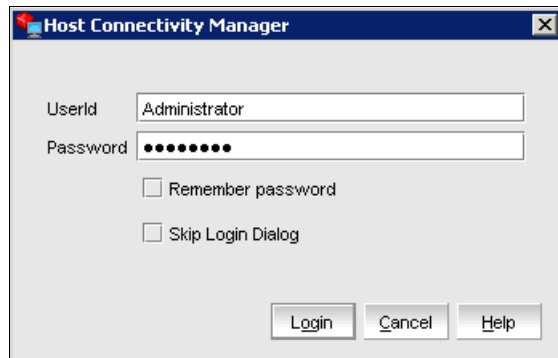 Host Connectivity Manager
UserId Administrator
Password ●●●●●●●●
Remember password
Skip Login Dialog
Login Cancel Help